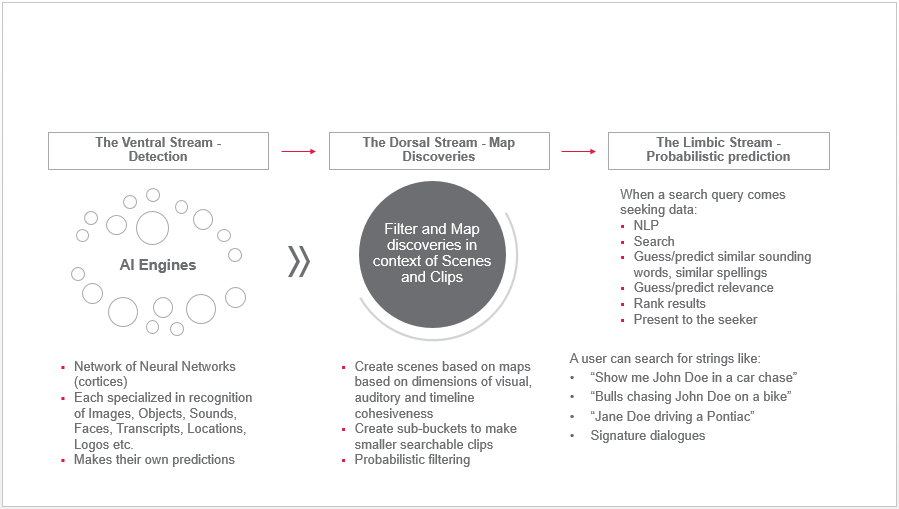 The Ventral Stream -
Detection
The Dorsal Stream - Map
Discoveries
The Limbic Stream -
Probabilistic prediction
AI Engines
Filter and Map
discoveries in
context of Scenes
and Clips
When a search query comes
seeking data:
▪ NLP
▪ Search
▪ Guess/predict similar sounding
words, similar spellings
▪ Guess/predict relevance
▪ Rank results
▪ Present to the seeker
▪ Network of Neural Networks
(cortices)
▪ Each specialized in recognition
of Images, Objects, Sounds,
Faces, Transcripts, Locations,
Logos etc.
▪ Makes their own predictions
▪ Create scenes based on maps
based on dimensions of visual,
auditory and timeline
cohesiveness
▪ Create sub-buckets to make
smaller searchable clips
▪ Probabilistic filtering
A user can search for strings like:
• “Show me John Doe in a car chase”
• “Bulls chasing John Doe on a bike”
• “Jane Doe driving a Pontiac”
• Signature dialogues